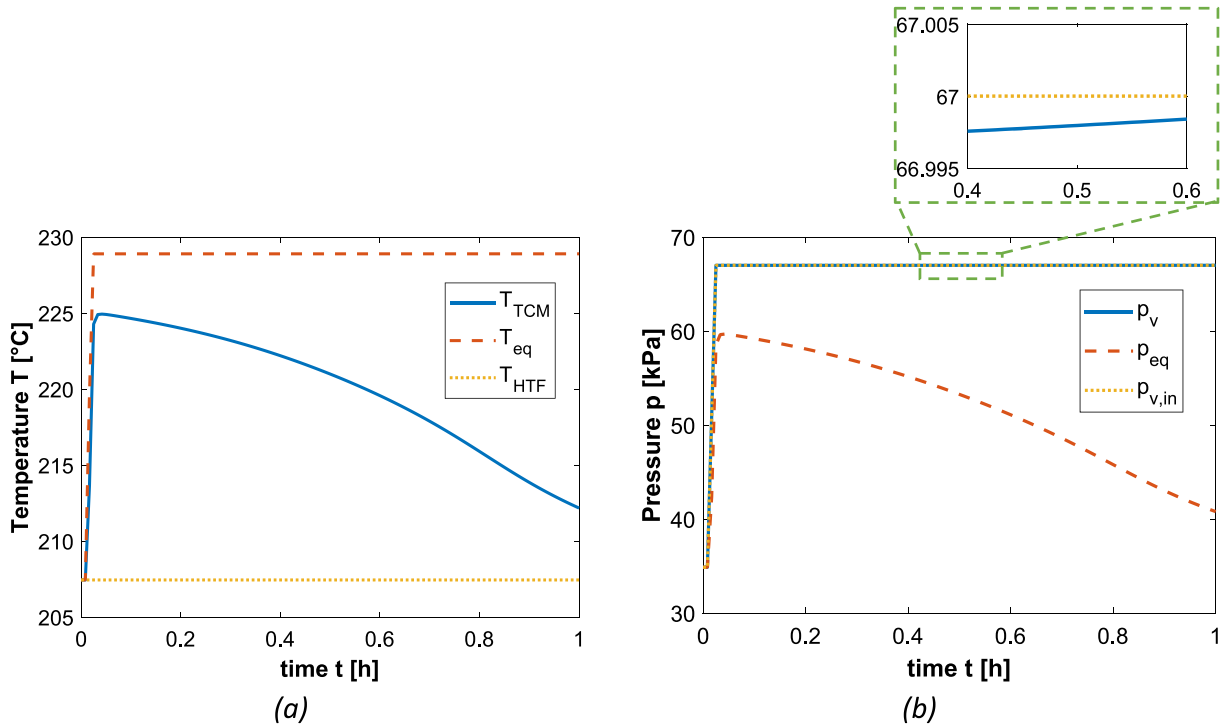 67.005
67
66.995
0.4 0.5 0.6
230
225
220
215
210
205
0 0.2 0.4 0.6 0.8 1
Temperature T [°C]
time t [h]
T_TCM
T_eq
T_HTF
(a)
70
60
50
40
30
0 0.2 0.4 0.6 0.8 1
Pressure p [kPa]
time t [h]
p_v
p_eq
p_v,in
(b)